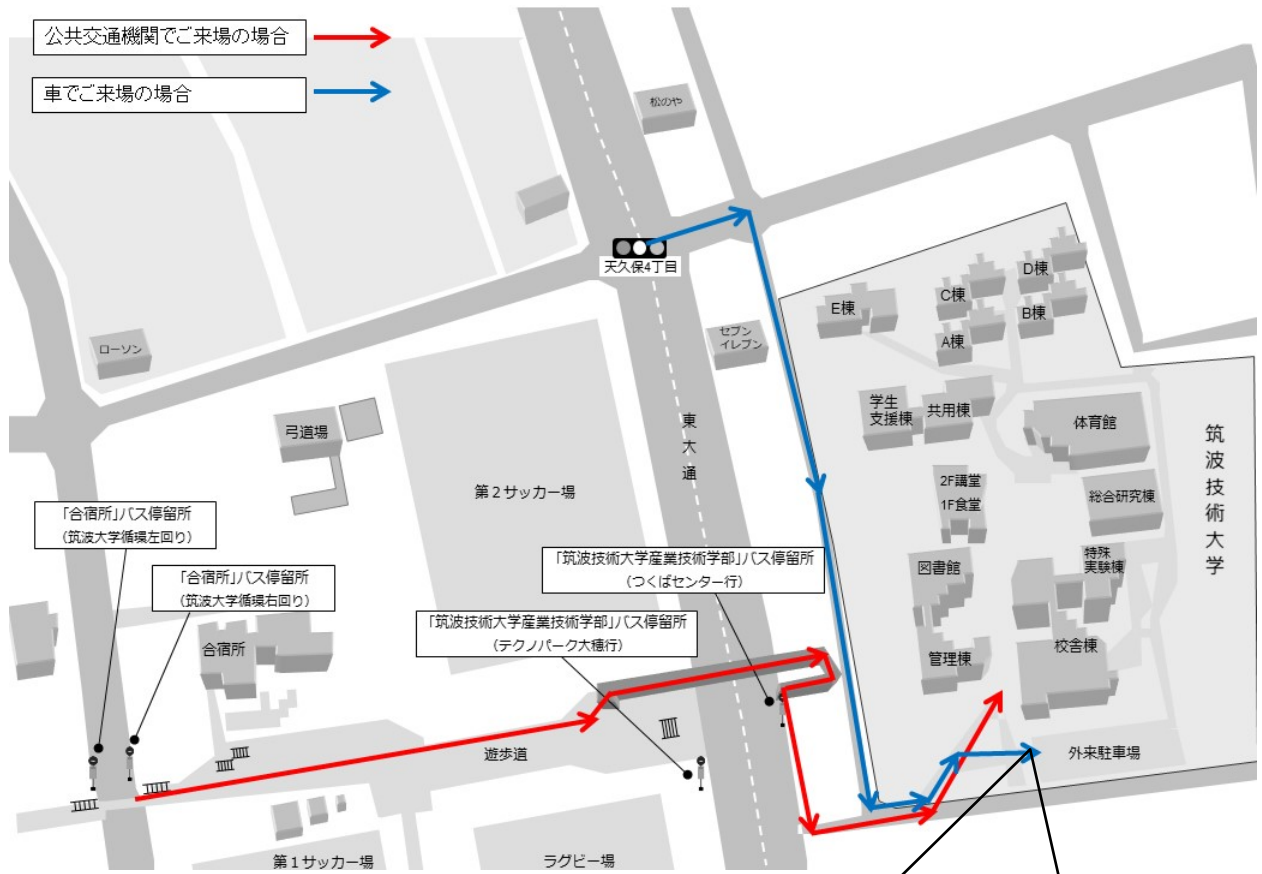 公共交通機関でご来場の場合
車でご来場の場合
松のや
天久保4丁目
ローソン
セブン
イレブン
E棟
C棟
D棟
A棟
B棟
学生
支援棟
共用棟
体育館
弓道場
東大通
第2サッカー場
2F講堂
1F食堂
総合研究棟
筑波技術大学
「合宿所」バス停留所
(筑波大学循環左回り)
「合宿所」バス停留所
(筑波大学循環右回り)
「筑波技術大学産業技術学部」バス停留所
(つくばセンター行)
「筑波技術大学産業技術学部」バス停留所
(テクノパーク大穂行)
図書館
特殊
実験棟
合宿所
管理棟
校舎棟
遊歩道
外来駐車場
第1サッカー場
ラグビー場